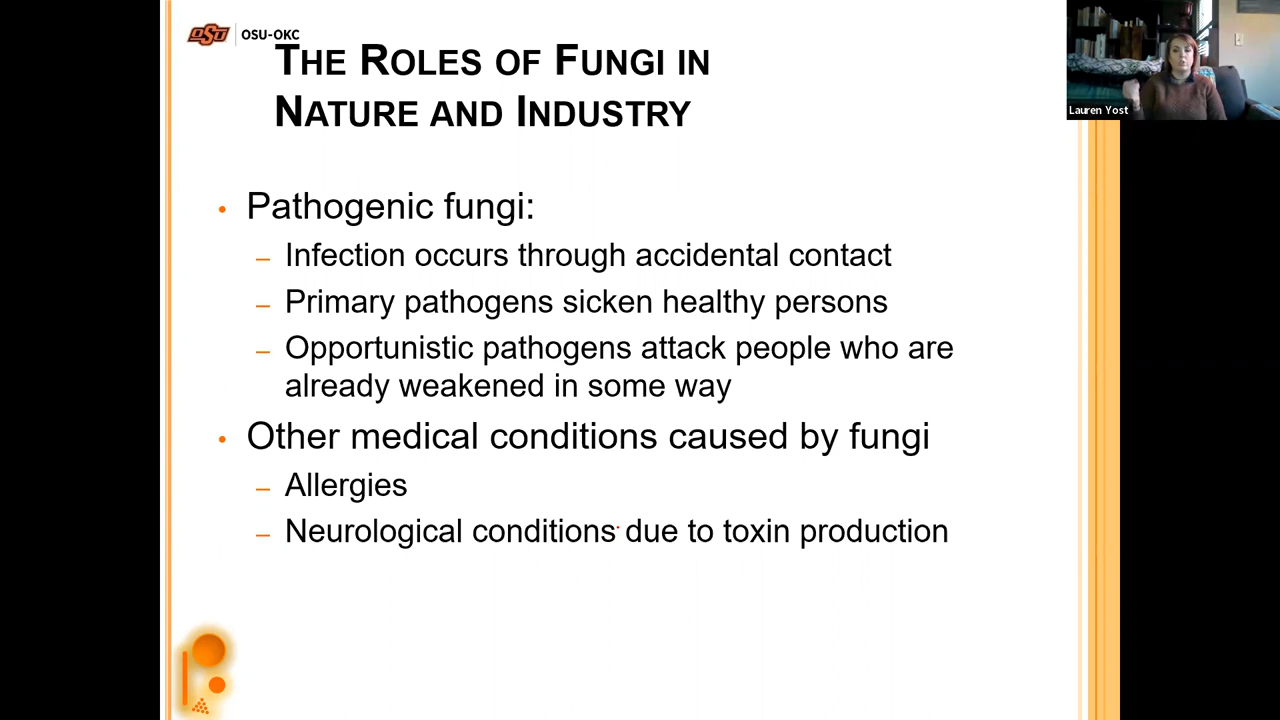 OSU OSU-OKC
THE ROLES OF FUNGI IN
NATURE AND INDUSTRY
Lauren Yost
• Pathogenic fungi:
– Infection occurs through accidental contact
– Primary pathogens sicken healthy persons
– Opportunistic pathogens attack people who are
already weakened in some way
• Other medical conditions caused by fungi
– Allergies
– Neurological conditions due to toxin production